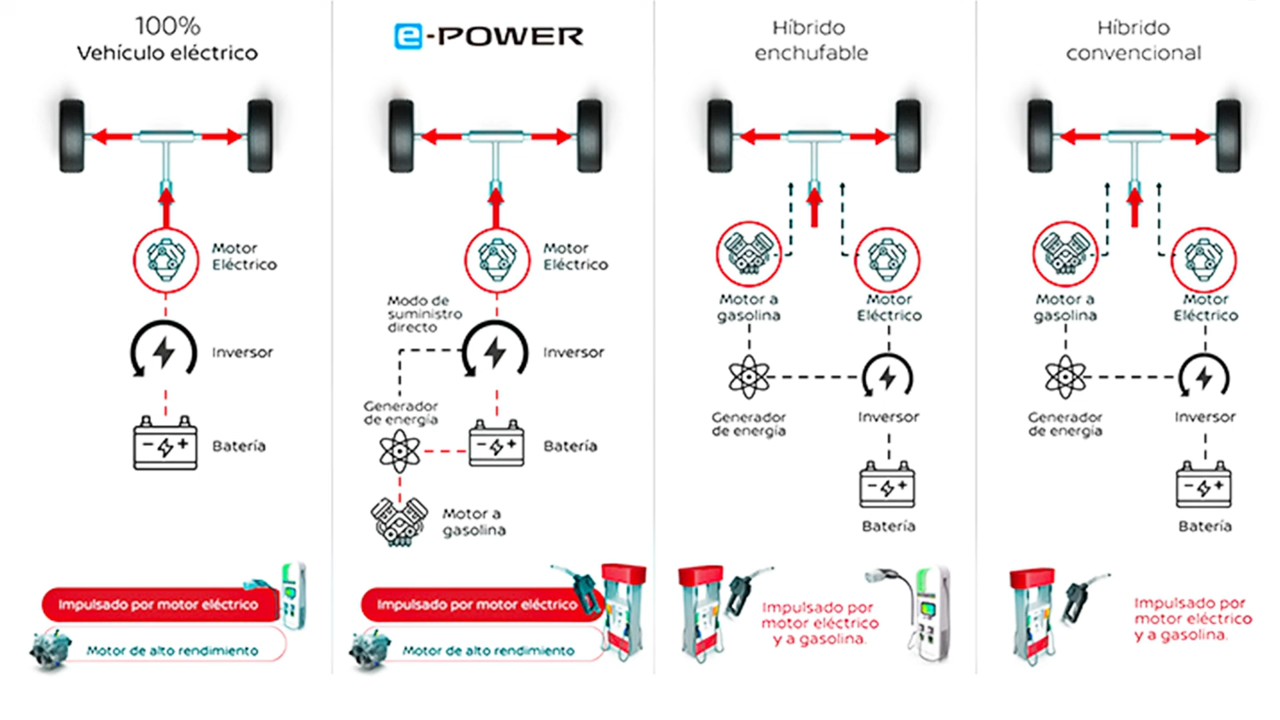 100%
Vehículo eléctrico
Motor
Eléctrico
Inversor
Batería
Impulsado por motor eléctrico
Motor de alto rendimiento
e-POWER
Motor
Eléctrico
Modo de
suministro
directo
Inversor
Generador
de energía
Batería
Motor a
gasolina
Impulsado por motor eléctrico
Motor de alto rendimiento
Híbrido
enchufable
Motor a
gasolina
Motor
Eléctrico
Generador
de energía
Inversor
Batería
Impulsado por
motor eléctrico
y a gasolina.
Híbrido
convencional
Motor a
gasolina
Motor
Eléctrico
Generador
de energía
Inversor
Batería
Impulsado por
motor eléctrico
y a gasolina.